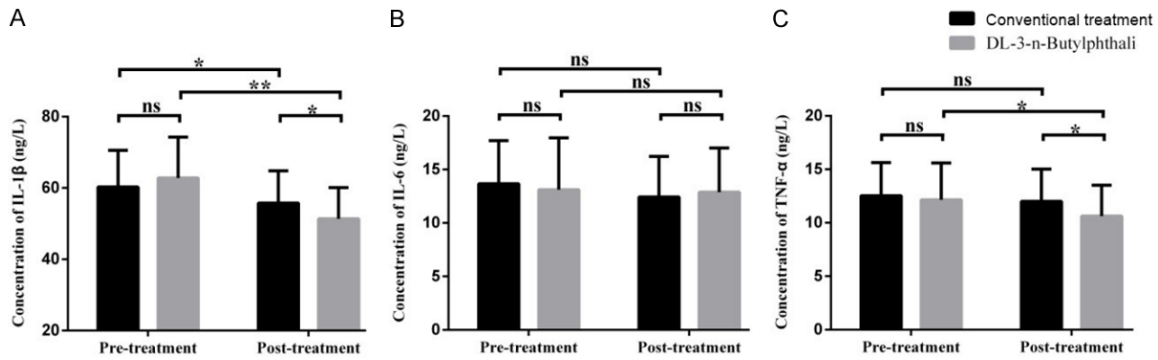 A
B
C
Conventional treatment
DL-3-n-Butylphthali
Concentration of IL-1β (ng/L)
80
60
40
20
*
**
ns
*
Pre-treatment
Post-treatment
Concentration of IL-6 (ng/L)
20
15
10
5
0
ns
ns
ns
ns
Pre-treatment
Post-treatment
Concentration of TNF-α (ng/L)
20
15
10
5
0
ns
*
ns
*
Pre-treatment
Post-treatment